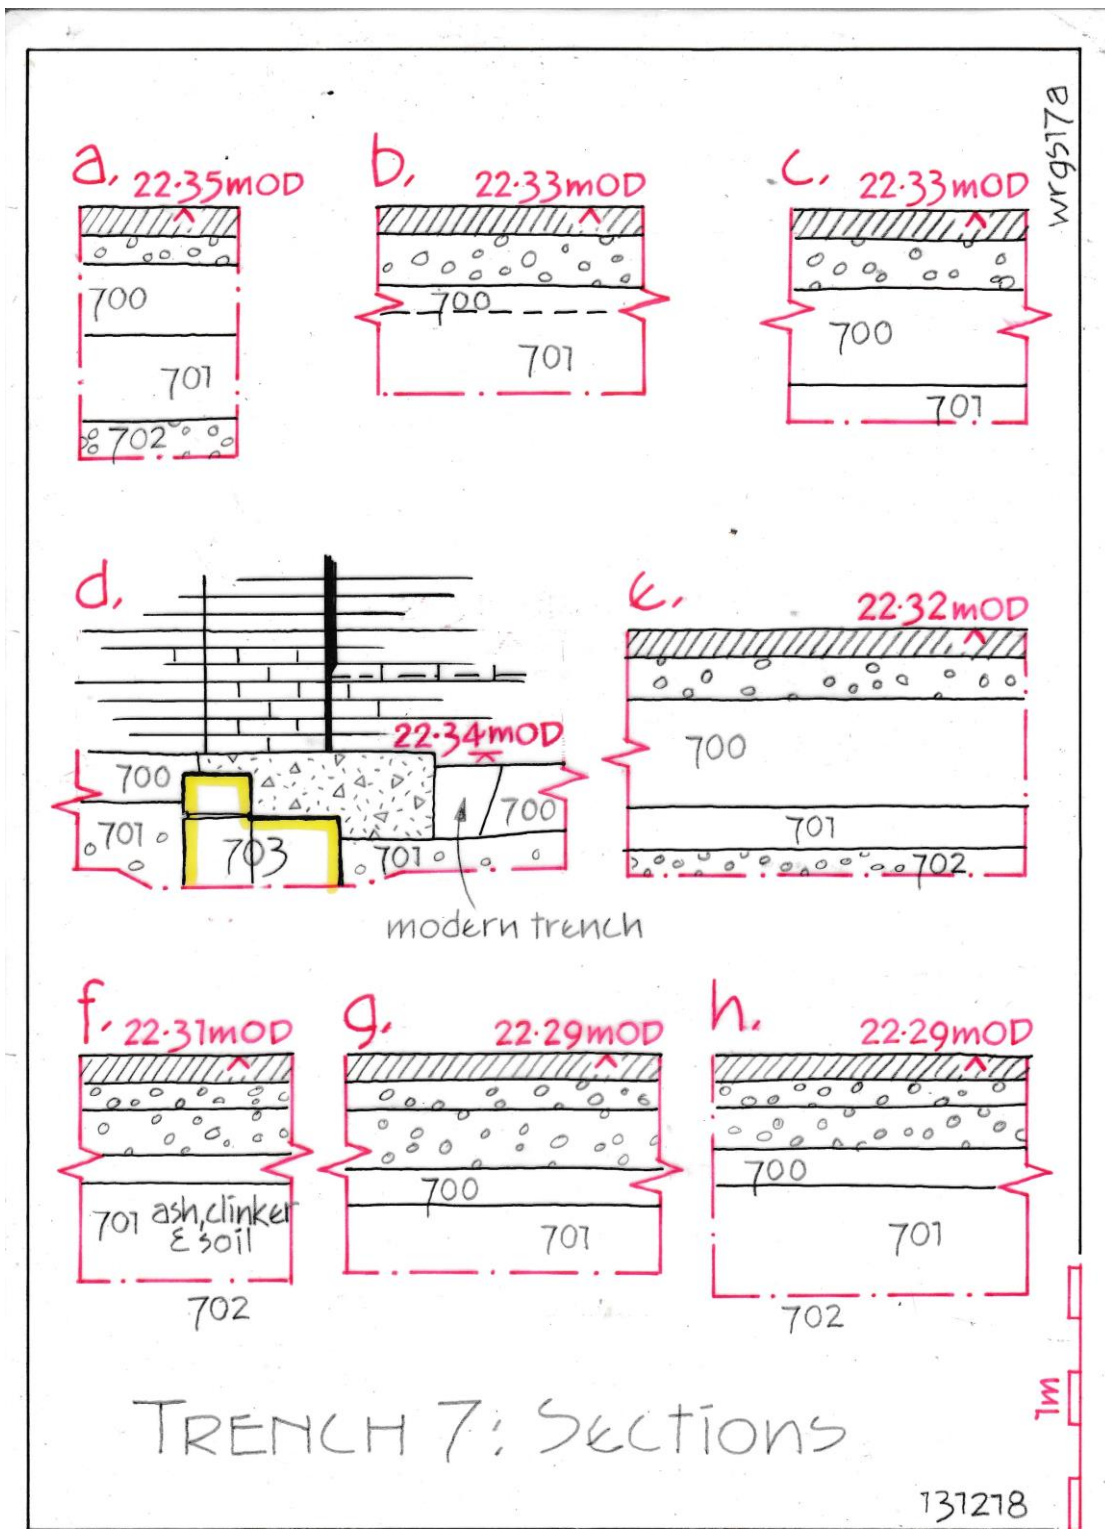 wrgs17a
a. 22.35mOD
b. 22.33mOD
c. 22.33mOD
700
701
702
700
701
700
701
d.
22.34mOD
700
701
703
701
700
modern trench
e. 22.32mOD
700
701
702
f. 22.31mOD
g. 22.29mOD
h. 22.29mOD
701 ash, clinker
& soil
702
700
701
700
701
702
1m
TRENCH 7: Sections
131218